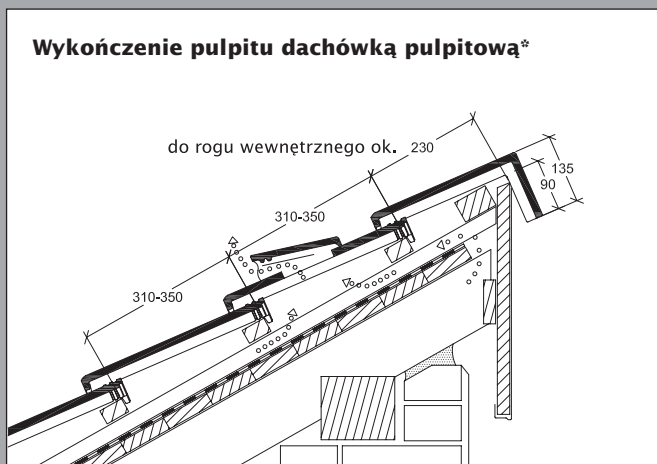 Wykończenie pulpitu dachówką pulpitową*
do rogu wewnętrznego ok. 230
135
90
310-350
310-350